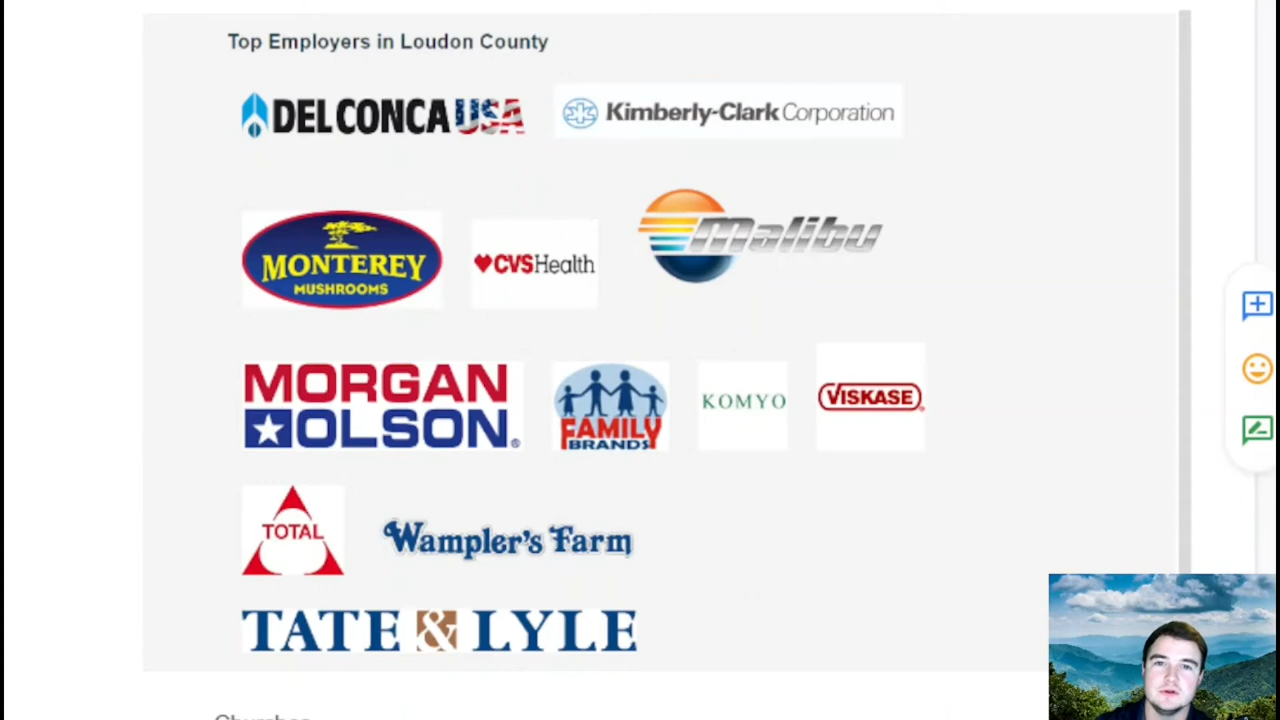 Top Employers in Loudon County
DEL CONCA USA
Kimberly-Clark Corporation
MONTEREY
MUSHROOMS
CVSHealth
Malibu
MORGAN
OLSON®
FAMILY
BRANDS
KOMYO
VISKASE®
TOTAL
Wampler's Farm
TATE & LYLE
Churches